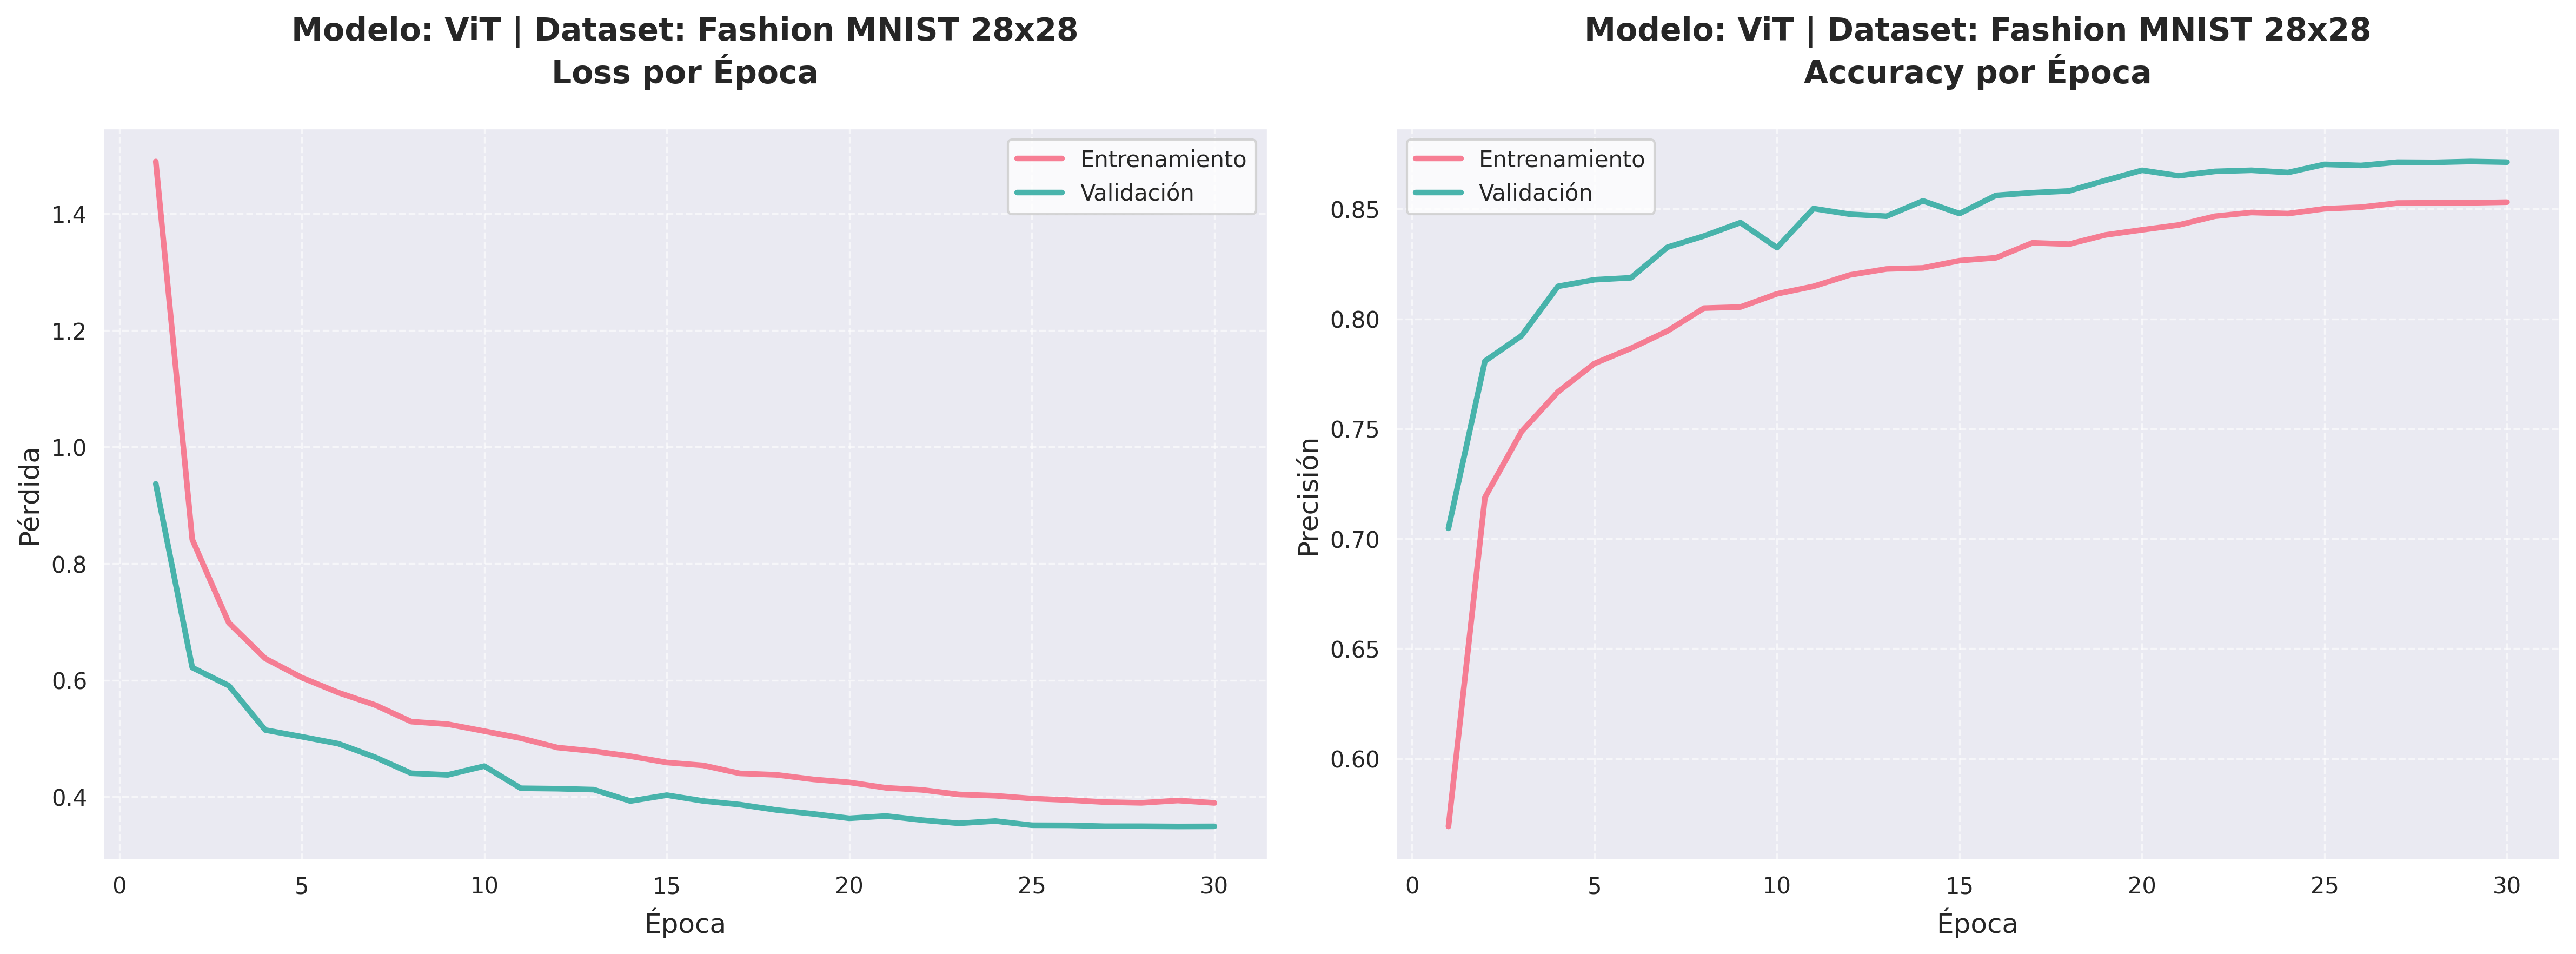 Modelo: ViT | Dataset: Fashion MNIST 28x28
Loss por Época
Entrenamiento
Validación
1.4
1.2
1.0
0.8
0.6
0.4
Pérdida
0 5 10 15 20 25 30
Época
Modelo: ViT | Dataset: Fashion MNIST 28x28
Accuracy por Época
Entrenamiento
Validación
0.85
0.80
0.75
0.70
0.65
0.60
Precisión
0 5 10 15 20 25 30
Época